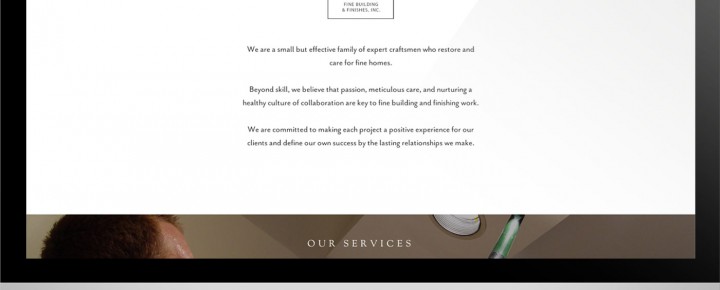 FINE BUILDING
& FINISHES, INC.
We are a small but effective family of expert craftsmen who restore and
care for fine homes.
Beyond skill, we believe that passion, meticulous care, and nurturing a
healthy culture of collaboration are key to fine building and finishing work.
We are committed to making each project a positive experience for our
clients and define our own success by the lasting relationships we make.
OUR SERVICES